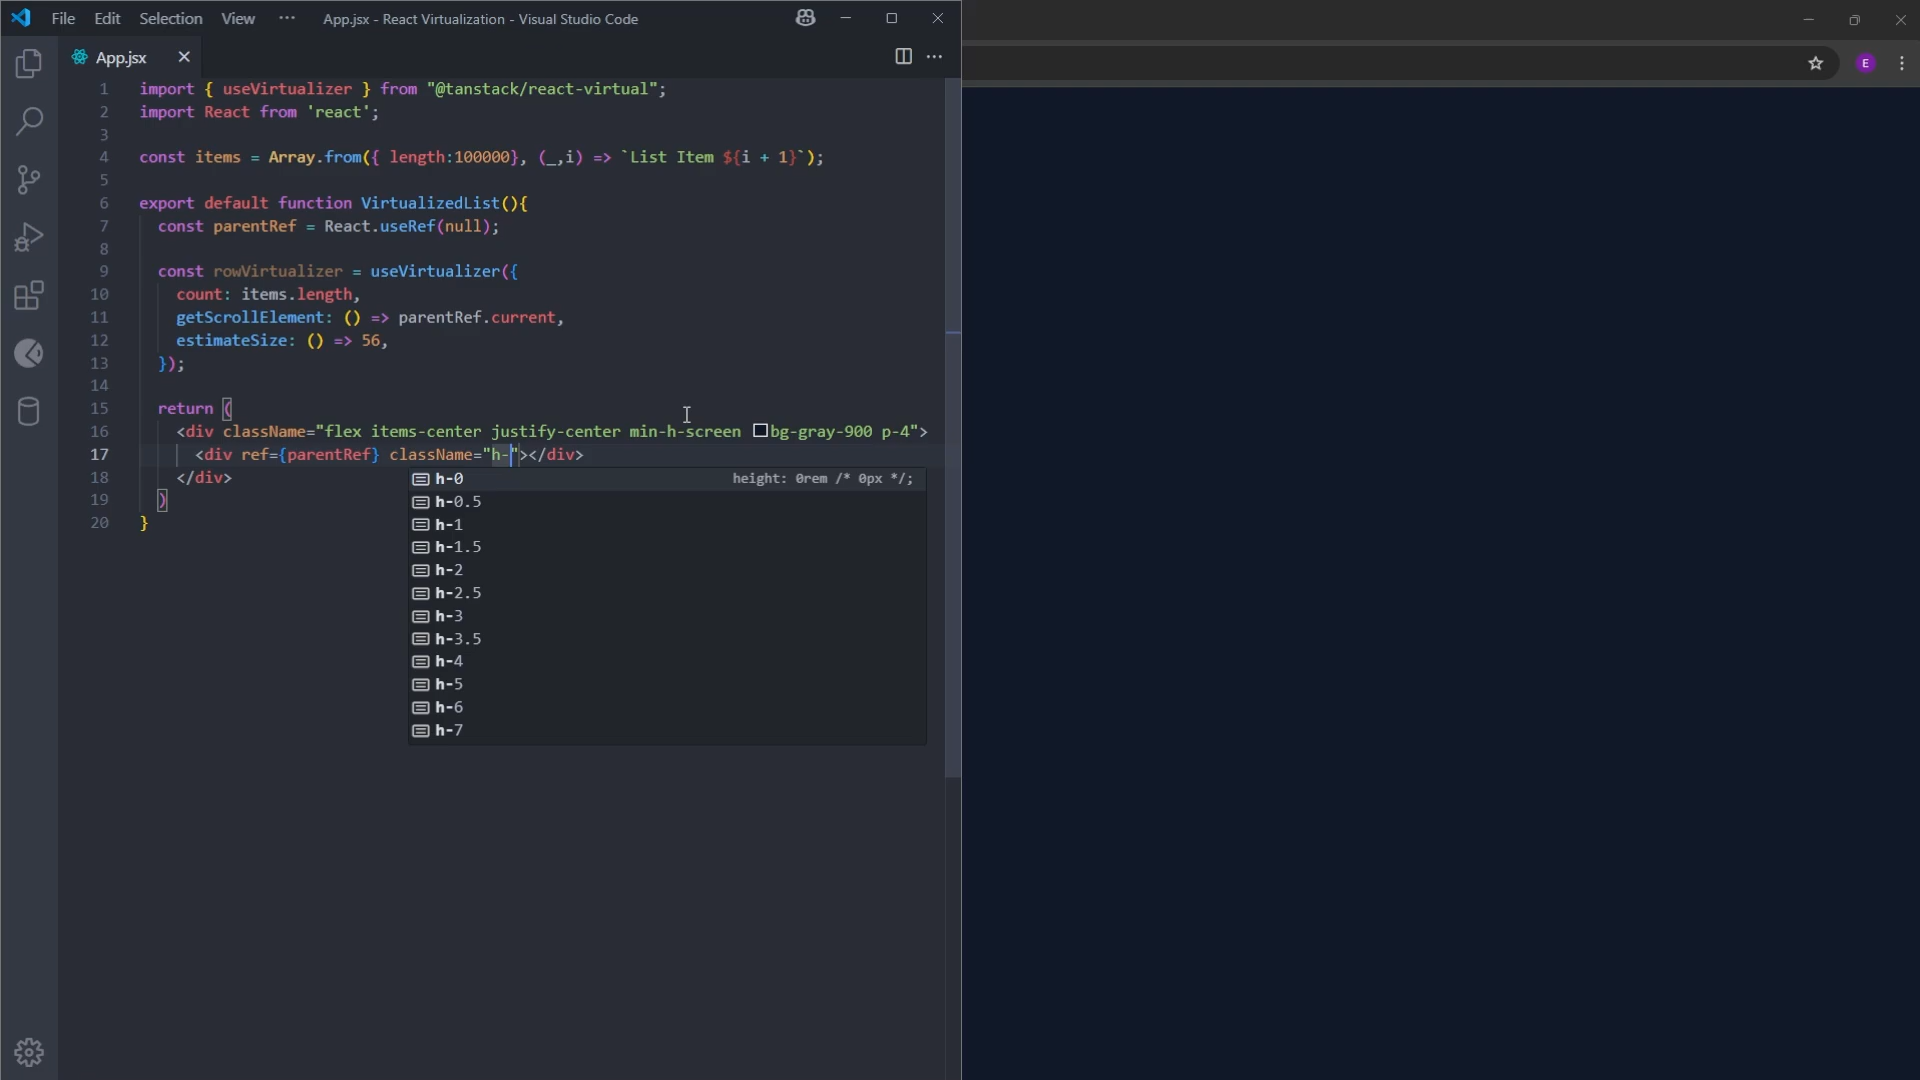 File Edit Selection View ··· App.jsx - React Virtualization - Visual Studio Code
App.jsx
E
1 import { useVirtualizer } from "@tanstack/react-virtual";
2 import React from 'react';
3
4 const items = Array.from({ length:100000}, (_,i) => `List Item ${i + 1}`);
5
6 export default function VirtualizedList(){
7 const parentRef = React.useRef(null);
8
9 const rowVirtualizer = useVirtualizer({
10 count: items.length,
11 getScrollElement: () => parentRef.current,
12 estimateSize: () => 56,
13 });
14
15 return (
16 <div className="flex items-center justify-center min-h-screen bg-gray-900 p-4">
17 <div ref={parentRef} className="h-"></div>
18 </div>
19 )
20 }
h-0 height: 0rem /* 0px */;
h-0.5
h-1
h-1.5
h-2
h-2.5
h-3
h-3.5
h-4
h-5
h-6
h-7